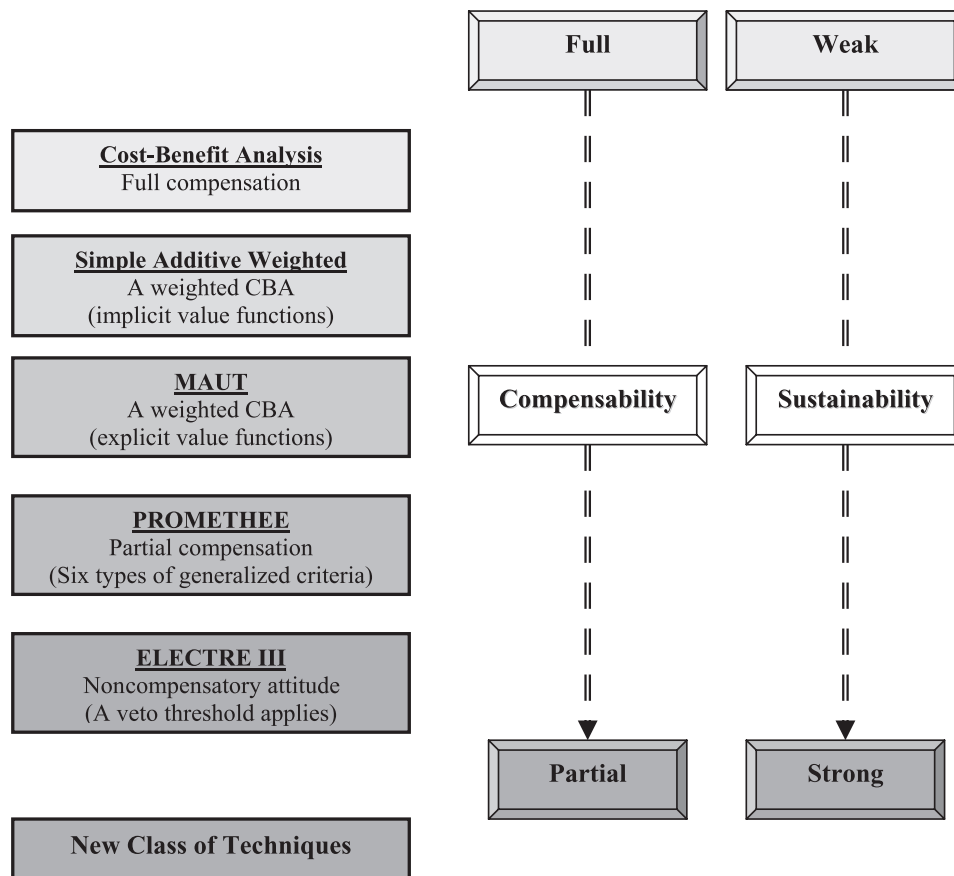 Full
Weak
Cost-Benefit Analysis
Full compensation
Simple Additive Weighted
A weighted CBA
(implicit value functions)
MAUT
A weighted CBA
(explicit value functions)
Compensability
Sustainability
PROMETHEE
Partial compensation
(Six types of generalized criteria)
ELECTRE III
Noncompensatory attitude
(A veto threshold applies)
Partial
Strong
New Class of Techniques